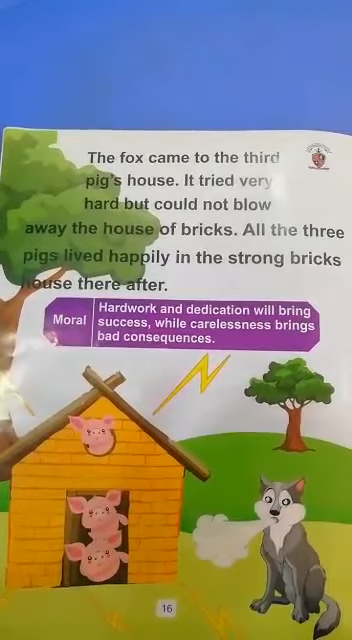 The fox came to the third
pig's house. It tried very
hard but could not blow
away the house of bricks. All the three
pigs lived happily in the strong bricks
house there after.
Moral
Hardwork and dedication will bring
success, while carelessness brings
bad consequences.
16